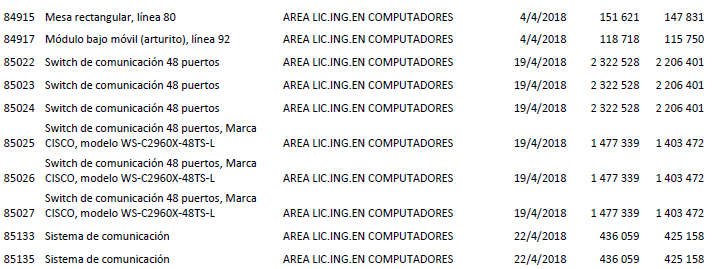 84915 Mesa rectangular, línea 80 AREA LIC.ING.EN COMPUTADORES 4/4/2018 151 621 147 831
84917 Módulo bajo móvil (arturito), línea 92 AREA LIC.ING.EN COMPUTADORES 4/4/2018 118 718 115 750
85022 Switch de comunicación 48 puertos AREA LIC.ING.EN COMPUTADORES 19/4/2018 2 322 528 2 206 401
85023 Switch de comunicación 48 puertos AREA LIC.ING.EN COMPUTADORES 19/4/2018 2 322 528 2 206 401
85024 Switch de comunicación 48 puertos AREA LIC.ING.EN COMPUTADORES 19/4/2018 2 322 528 2 206 401
Switch de comunicación 48 puertos, Marca
85025 CISCO, modelo WS-C2960X-48TS-L AREA LIC.ING.EN COMPUTADORES 19/4/2018 1 477 339 1 403 472
Switch de comunicación 48 puertos, Marca
85026 CISCO, modelo WS-C2960X-48TS-L AREA LIC.ING.EN COMPUTADORES 19/4/2018 1 477 339 1 403 472
Switch de comunicación 48 puertos, Marca
85027 CISCO, modelo WS-C2960X-48TS-L AREA LIC.ING.EN COMPUTADORES 19/4/2018 1 477 339 1 403 472
85133 Sistema de comunicación AREA LIC.ING.EN COMPUTADORES 22/4/2018 436 059 425 158
85135 Sistema de comunicación AREA LIC.ING.EN COMPUTADORES 22/4/2018 436 059 425 158